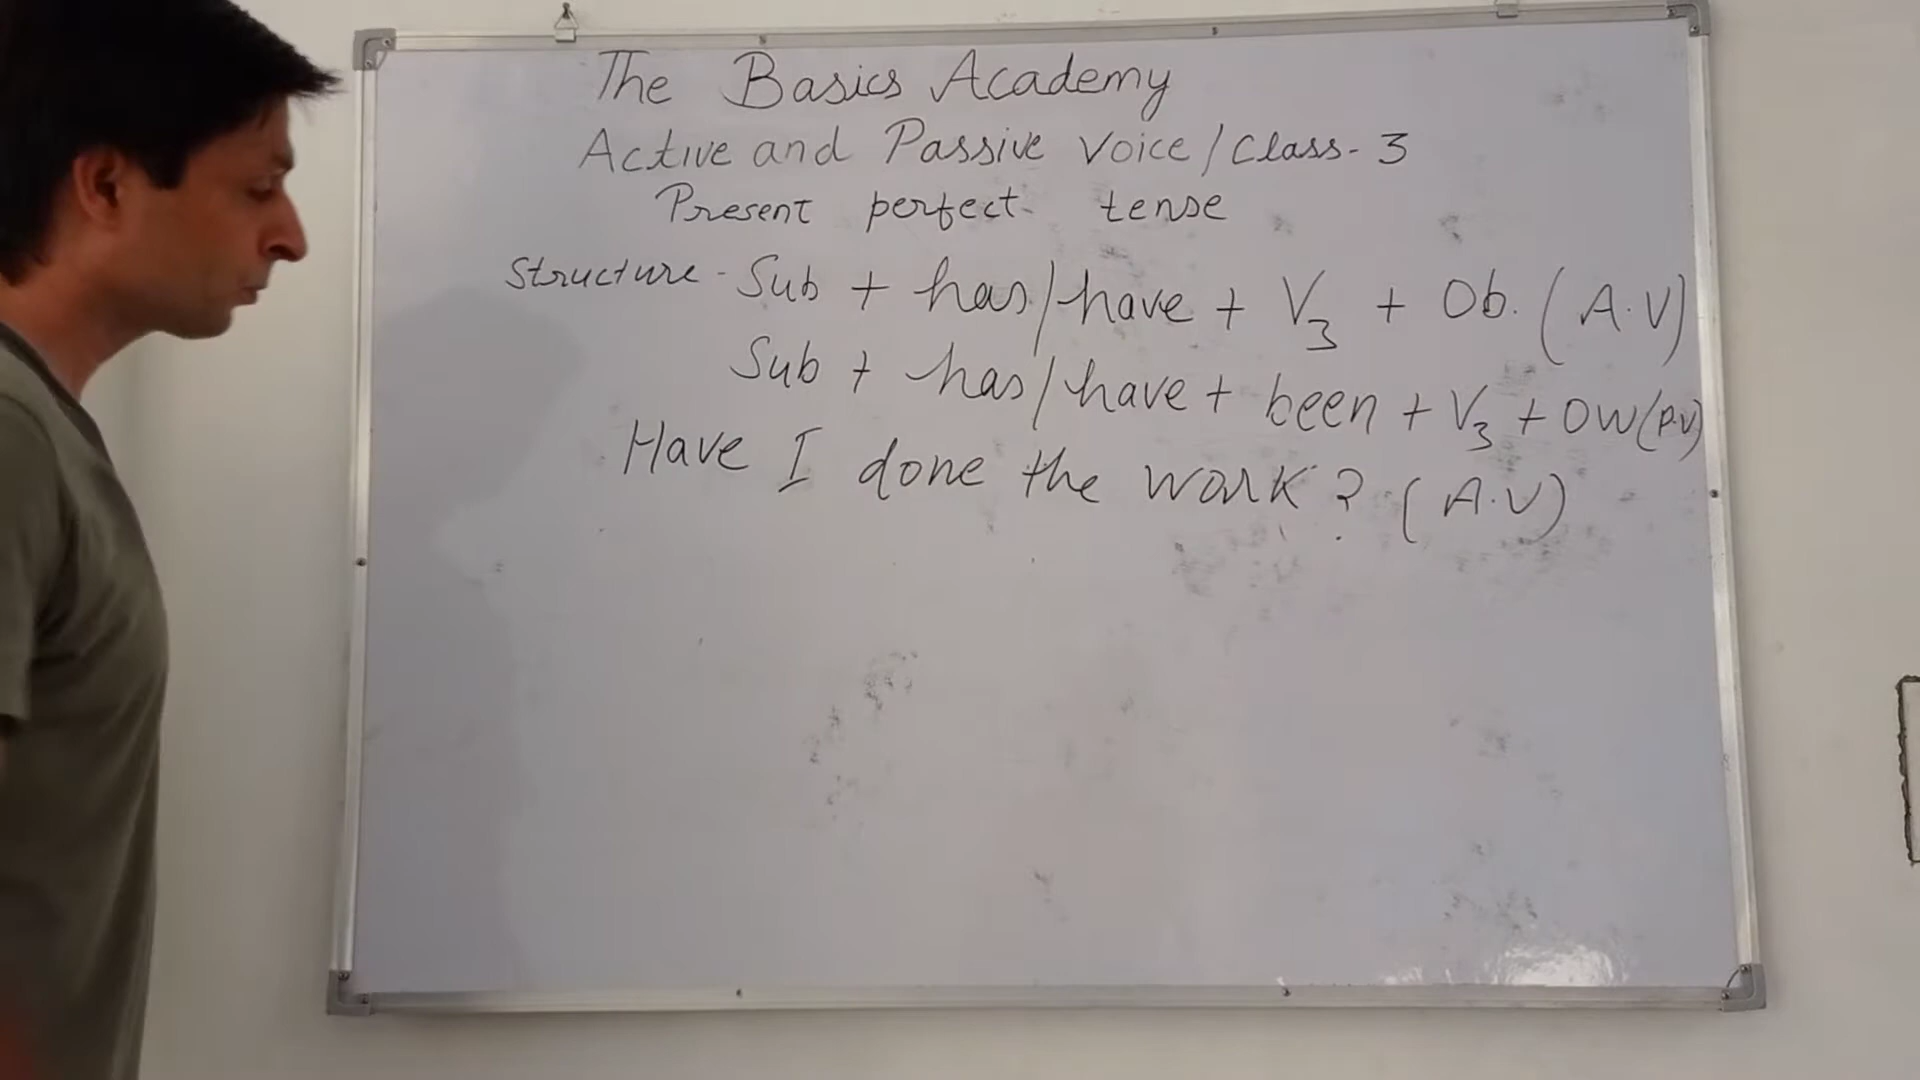 The Basics Academy
Active and Passive Voice / Class - 3
Present perfect tense
Structure - Sub + has/have + V3 + Ob. (A.V)
Sub + has/have + been + V3 + OW (P.V)
Have I done the work? (A.V)